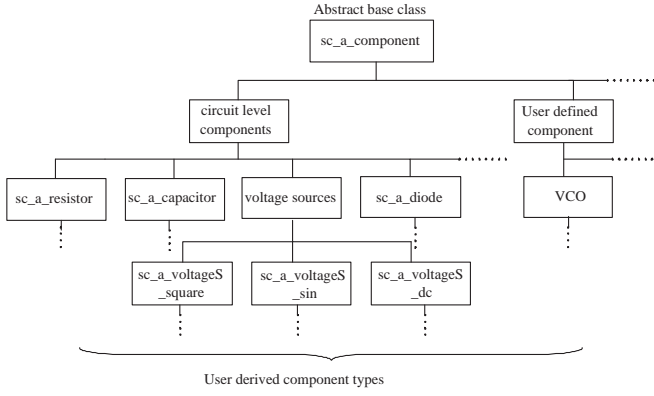 Abstract base class
sc_a_component
circuit level
components
User defined
component
sc_a_resistor
sc_a_capacitor
voltage sources
sc_a_diode
VCO
sc_a_voltageS
_square
sc_a_voltageS
_sin
sc_a_voltageS
_dc
User derived component types